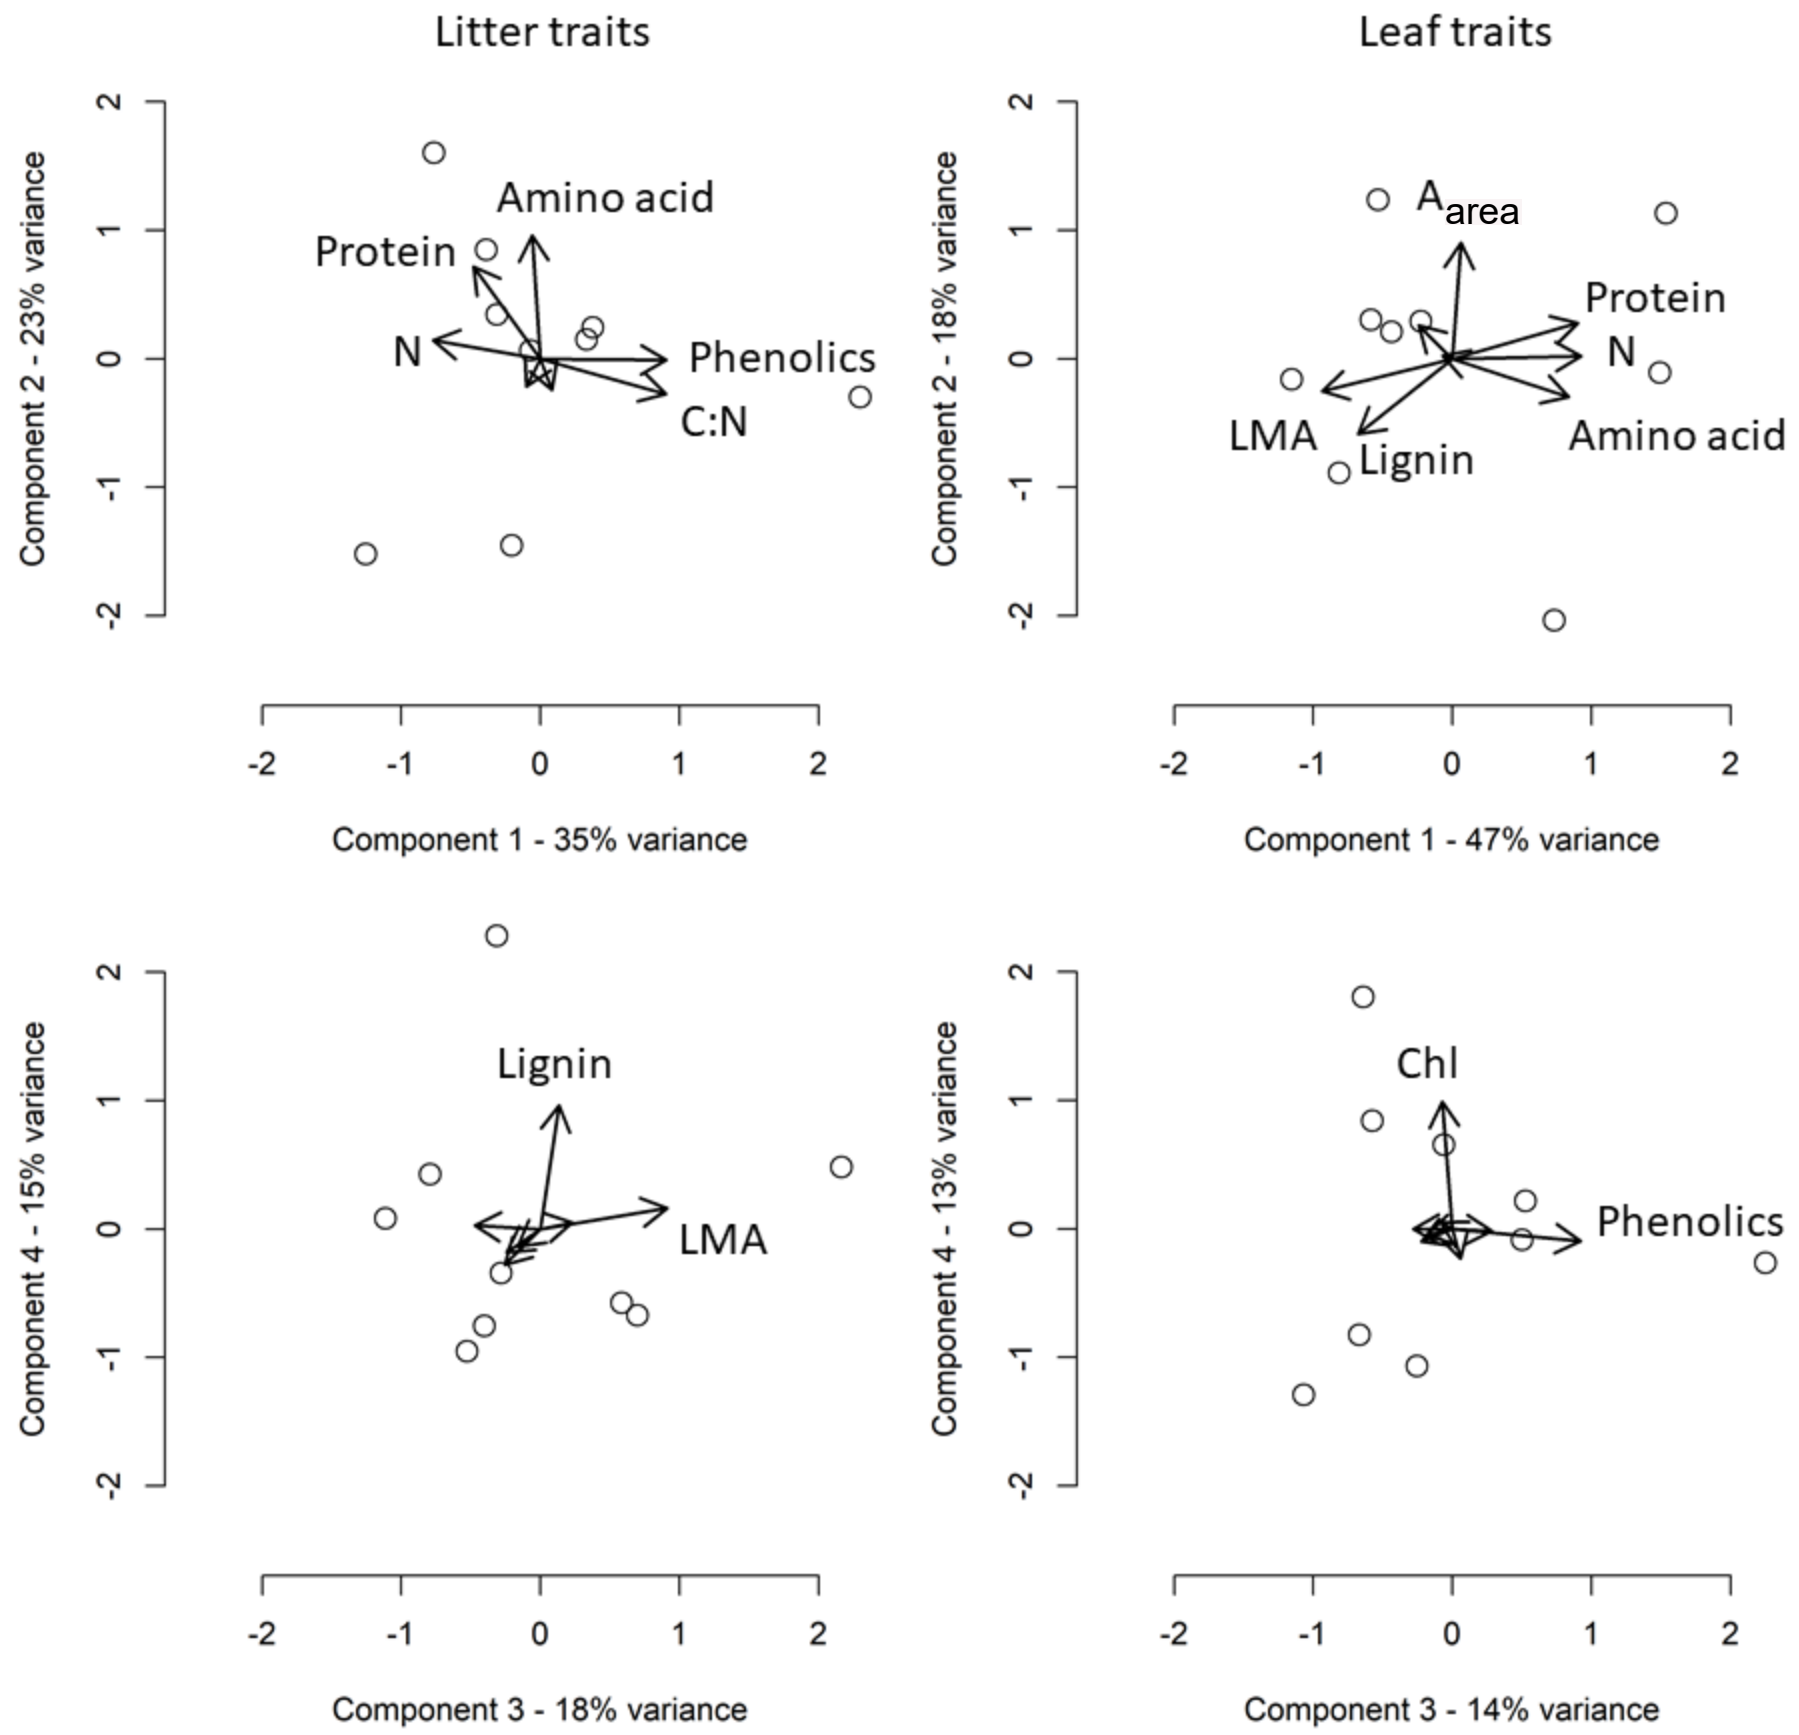 Litter traits
Leaf traits
Component 2 - 23% variance
2
1
0
-1
-2
Amino acid
Protein
N
Phenolics
C:N
-2 -1 0 1 2
Component 1 - 35% variance
Component 2 - 18% variance
2
1
0
-1
-2
Aarea
Protein
N
LMA
Lignin
Amino acid
-2 -1 0 1 2
Component 1 - 47% variance
Component 4 - 15% variance
2
1
0
-1
-2
Lignin
LMA
-2 -1 0 1 2
Component 3 - 18% variance
Component 4 - 13% variance
2
1
0
-1
-2
Chl
Phenolics
-2 -1 0 1 2
Component 3 - 14% variance